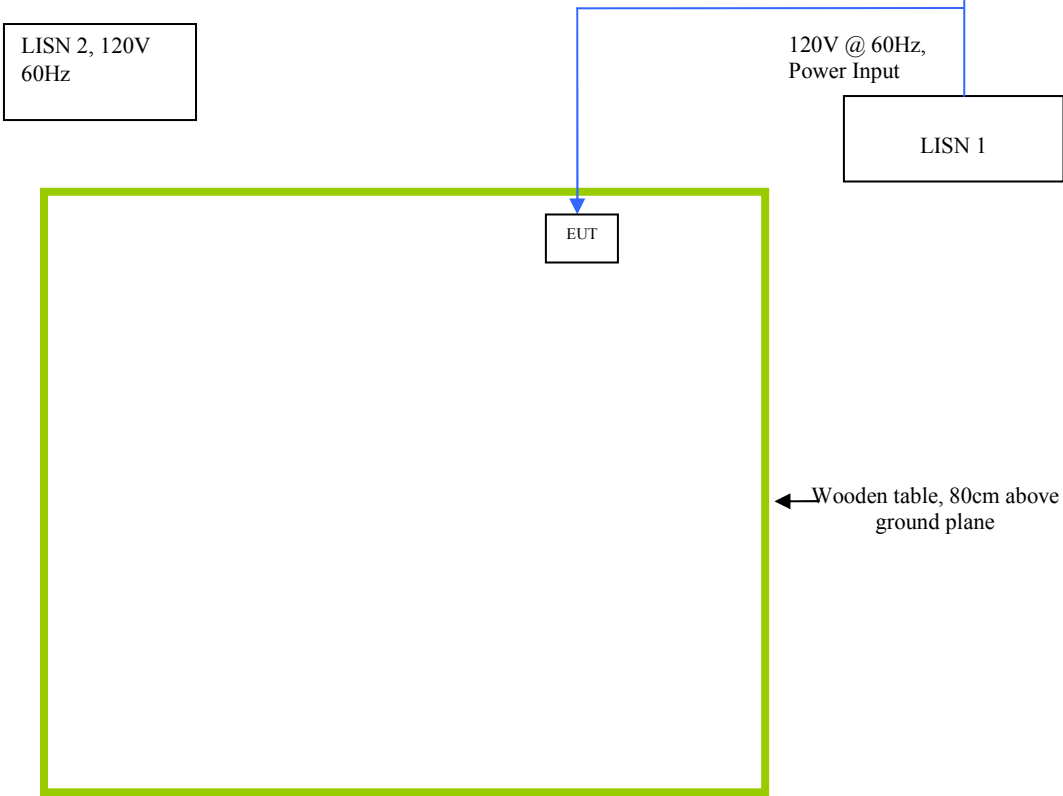 LISN 2, 120V
60Hz
120V @ 60Hz,
Power Input
LISN 1
EUT
Wooden table, 80cm above
ground plane